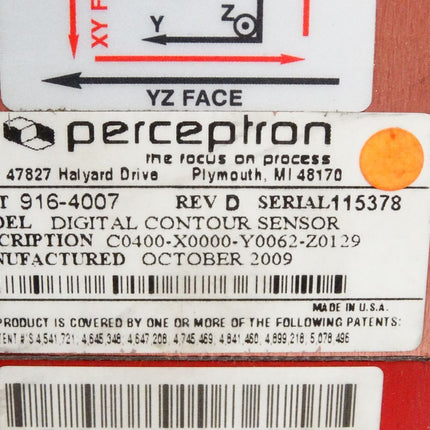 Z
Y
XY F
YZ FACE
perceptron
the focus on process
47827 Halyard Drive Plymouth, MI 48170
T 916-4007 REV D SERIAL115378
DEL DIGITAL CONTOUR SENSOR
SCRIPTION C0400-X0000-Y0062-Z0129
NUFACTURED OCTOBER 2009
MADE IN U.S.A.
PRODUCT IS COVERED BY ONE OR MORE OF THE FOLLOWING PATENTS:
TENT #'S 4,541,721, 4,645,348, 4,647,208, 4,745,469, 4,841,460, 4,899,218, 5,078,496